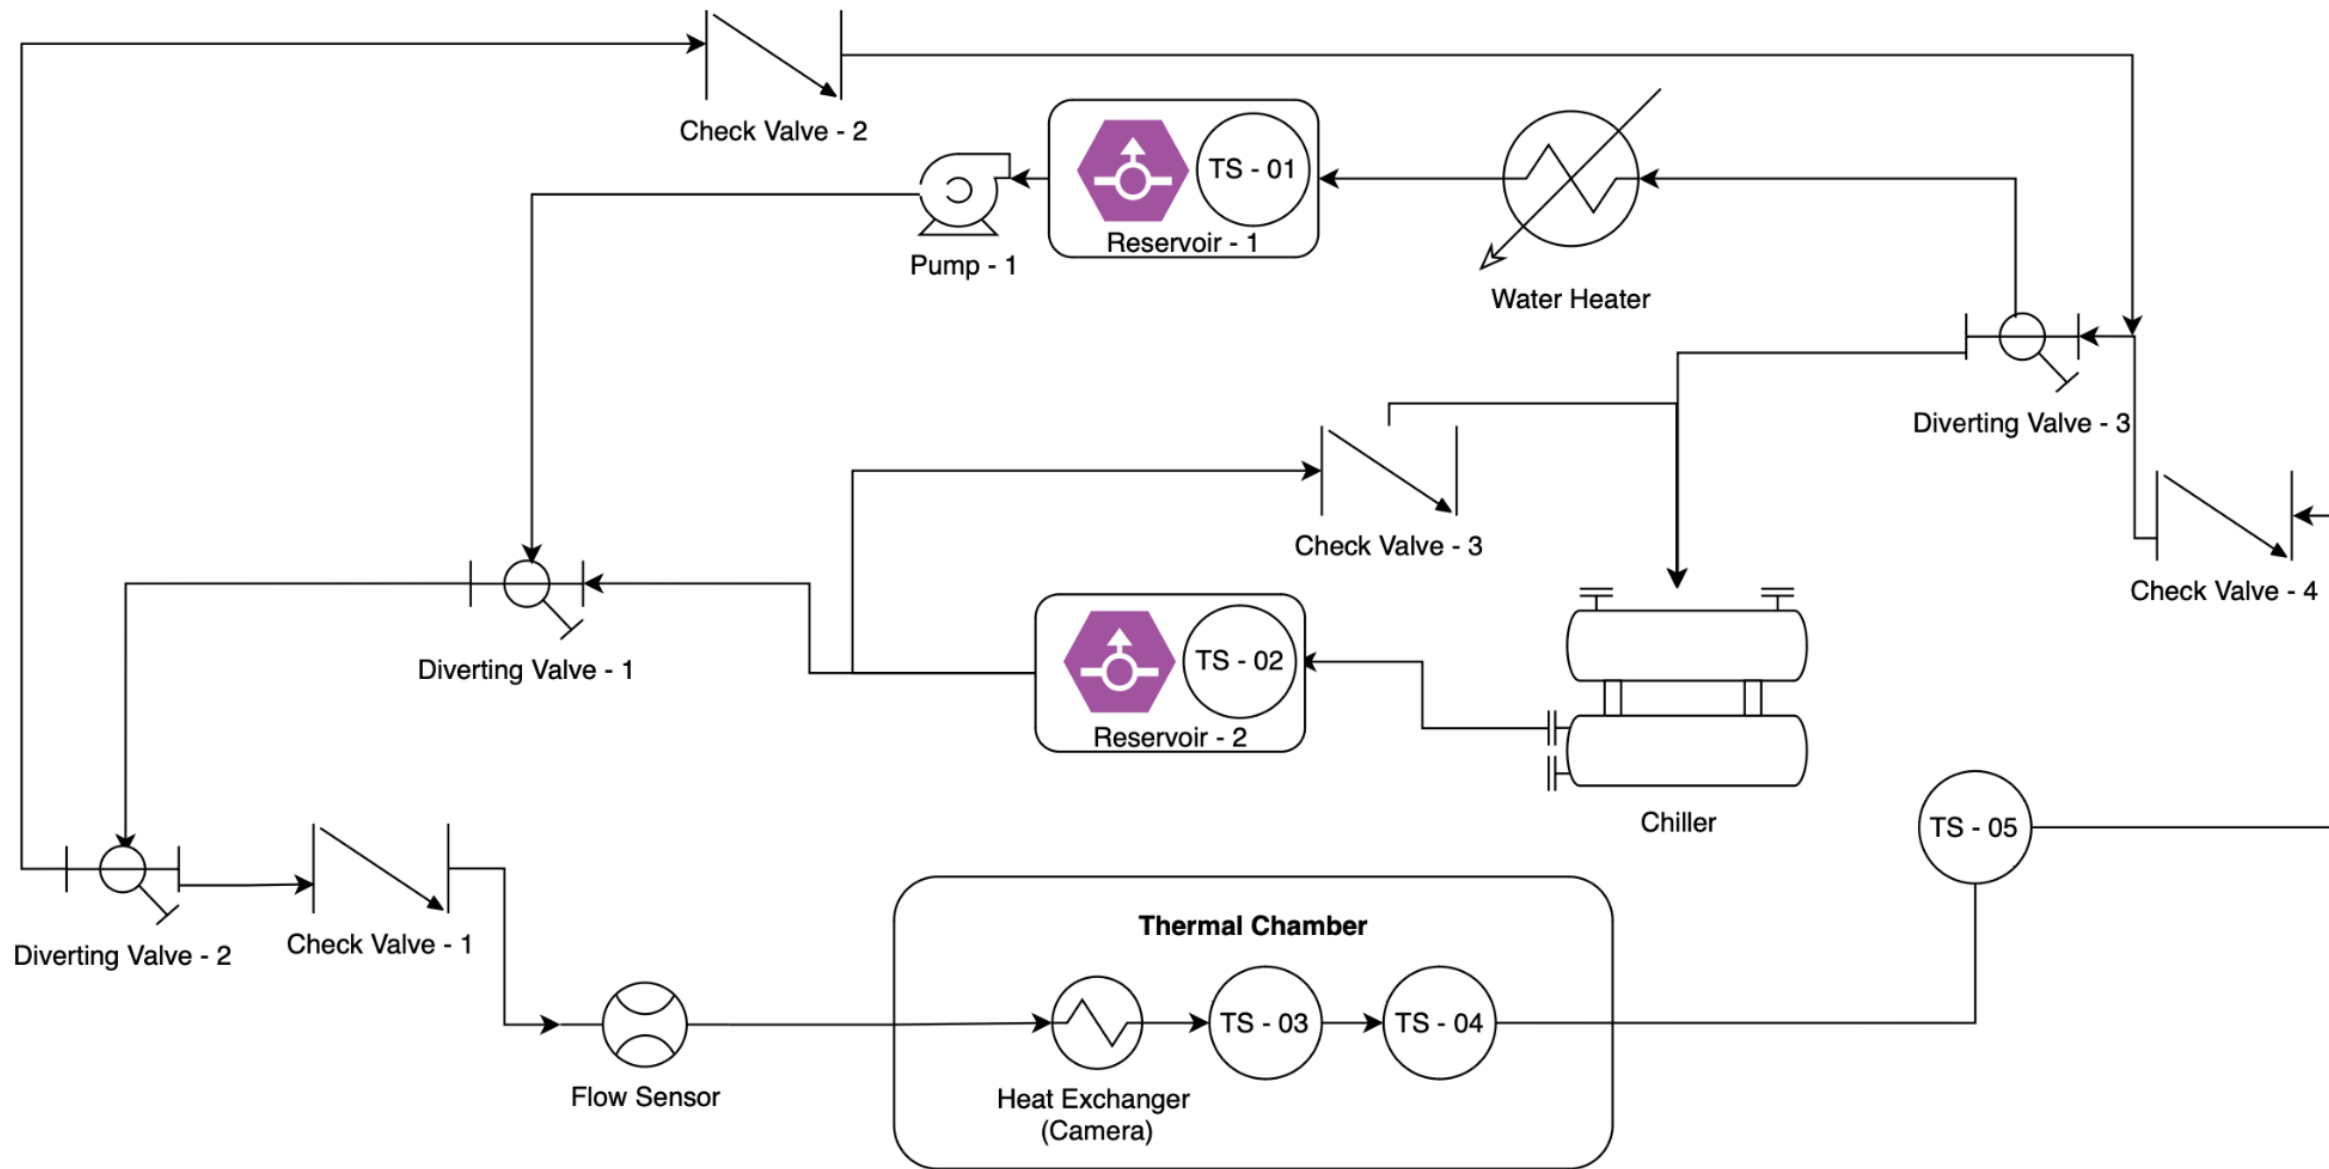 Check Valve - 2
TS - 01
Reservoir - 1
Pump - 1
Water Heater
Diverting Valve - 3
Check Valve - 3
Check Valve - 4
Diverting Valve - 1
TS - 02
Reservoir - 2
Chiller
TS - 05
Diverting Valve - 2
Check Valve - 1
Thermal Chamber
TS - 03
TS - 04
Flow Sensor
Heat Exchanger
(Camera)